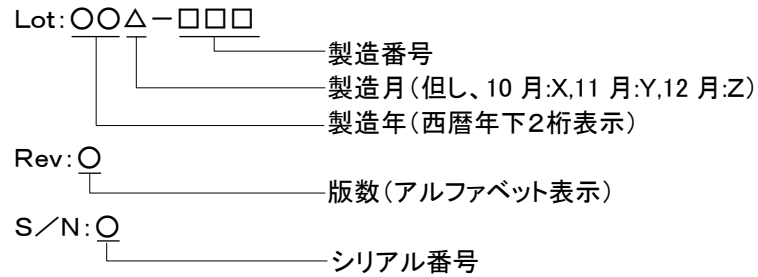 Lot:○○△－□□□
製造番号
製造月(但し、10 月:X,11 月:Y,12 月:Z)
製造年(西暦年下２桁表示)
Rev:○
版数(アルファベット表示)
S／N:○
シリアル番号